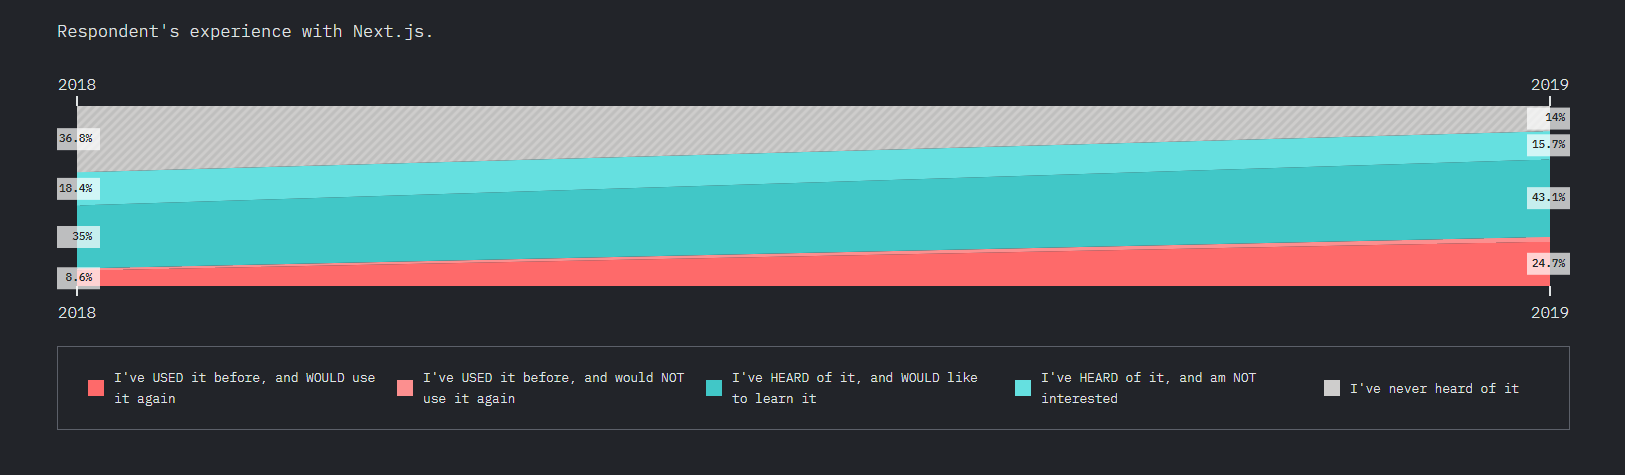 Respondent's experience with Next.js.
2018 2019
36.8% 14%
18.4% 15.7%
35% 43.1%
8.6% 24.7%
2018 2019
I've USED it before, and WOULD use
it again
I've USED it before, and would NOT
use it again
I've HEARD of it, and WOULD like
to learn it
I've HEARD of it, and am NOT
interested
I've never heard of it